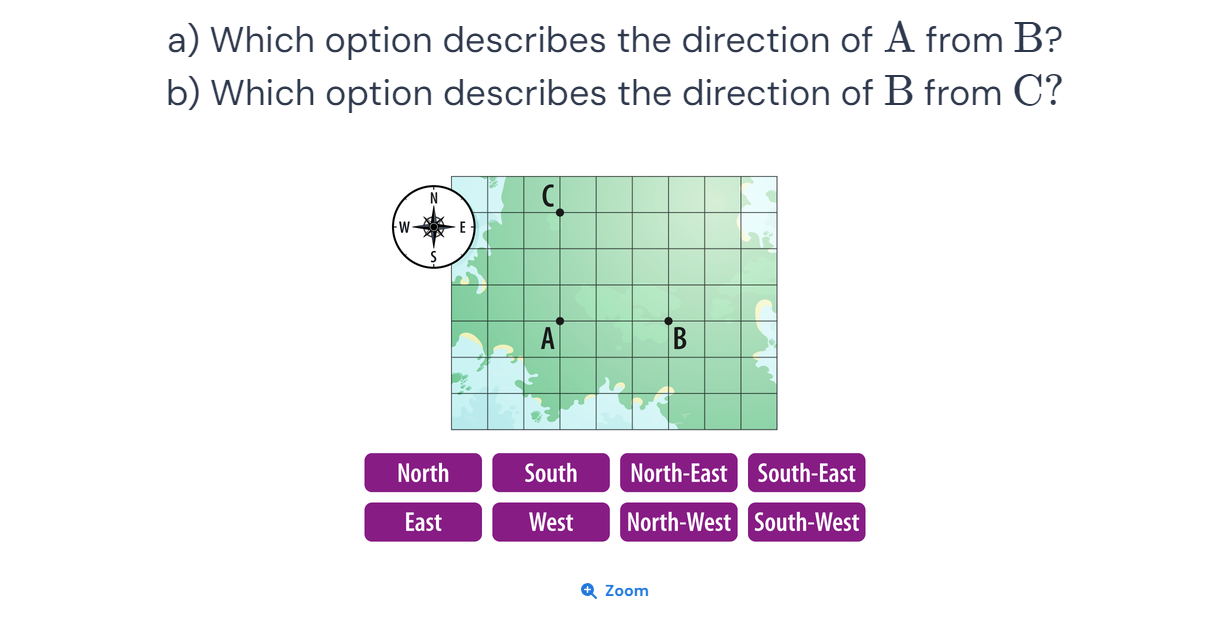 a) Which option describes the direction of A from B?
b) Which option describes the direction of B from C?
N
W E
S
C
A
B
North South North-East South-East
East West North-West South-West
Zoom